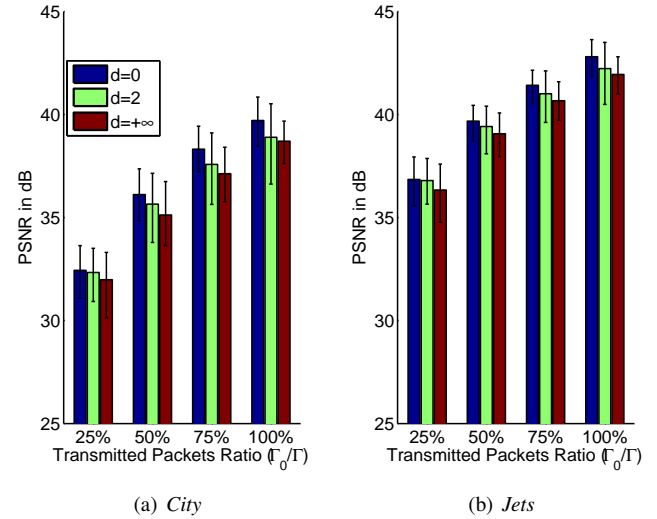 45
40
35
30
25
PSNR in dB
d=0
d=2
d=+∞
25% 50% 75% 100%
Transmitted Packets Ratio (Γ0/Γ)
(a) City
45
40
35
30
25
PSNR in dB
25% 50% 75% 100%
Transmitted Packets Ratio (Γ0/Γ)
(b) Jets